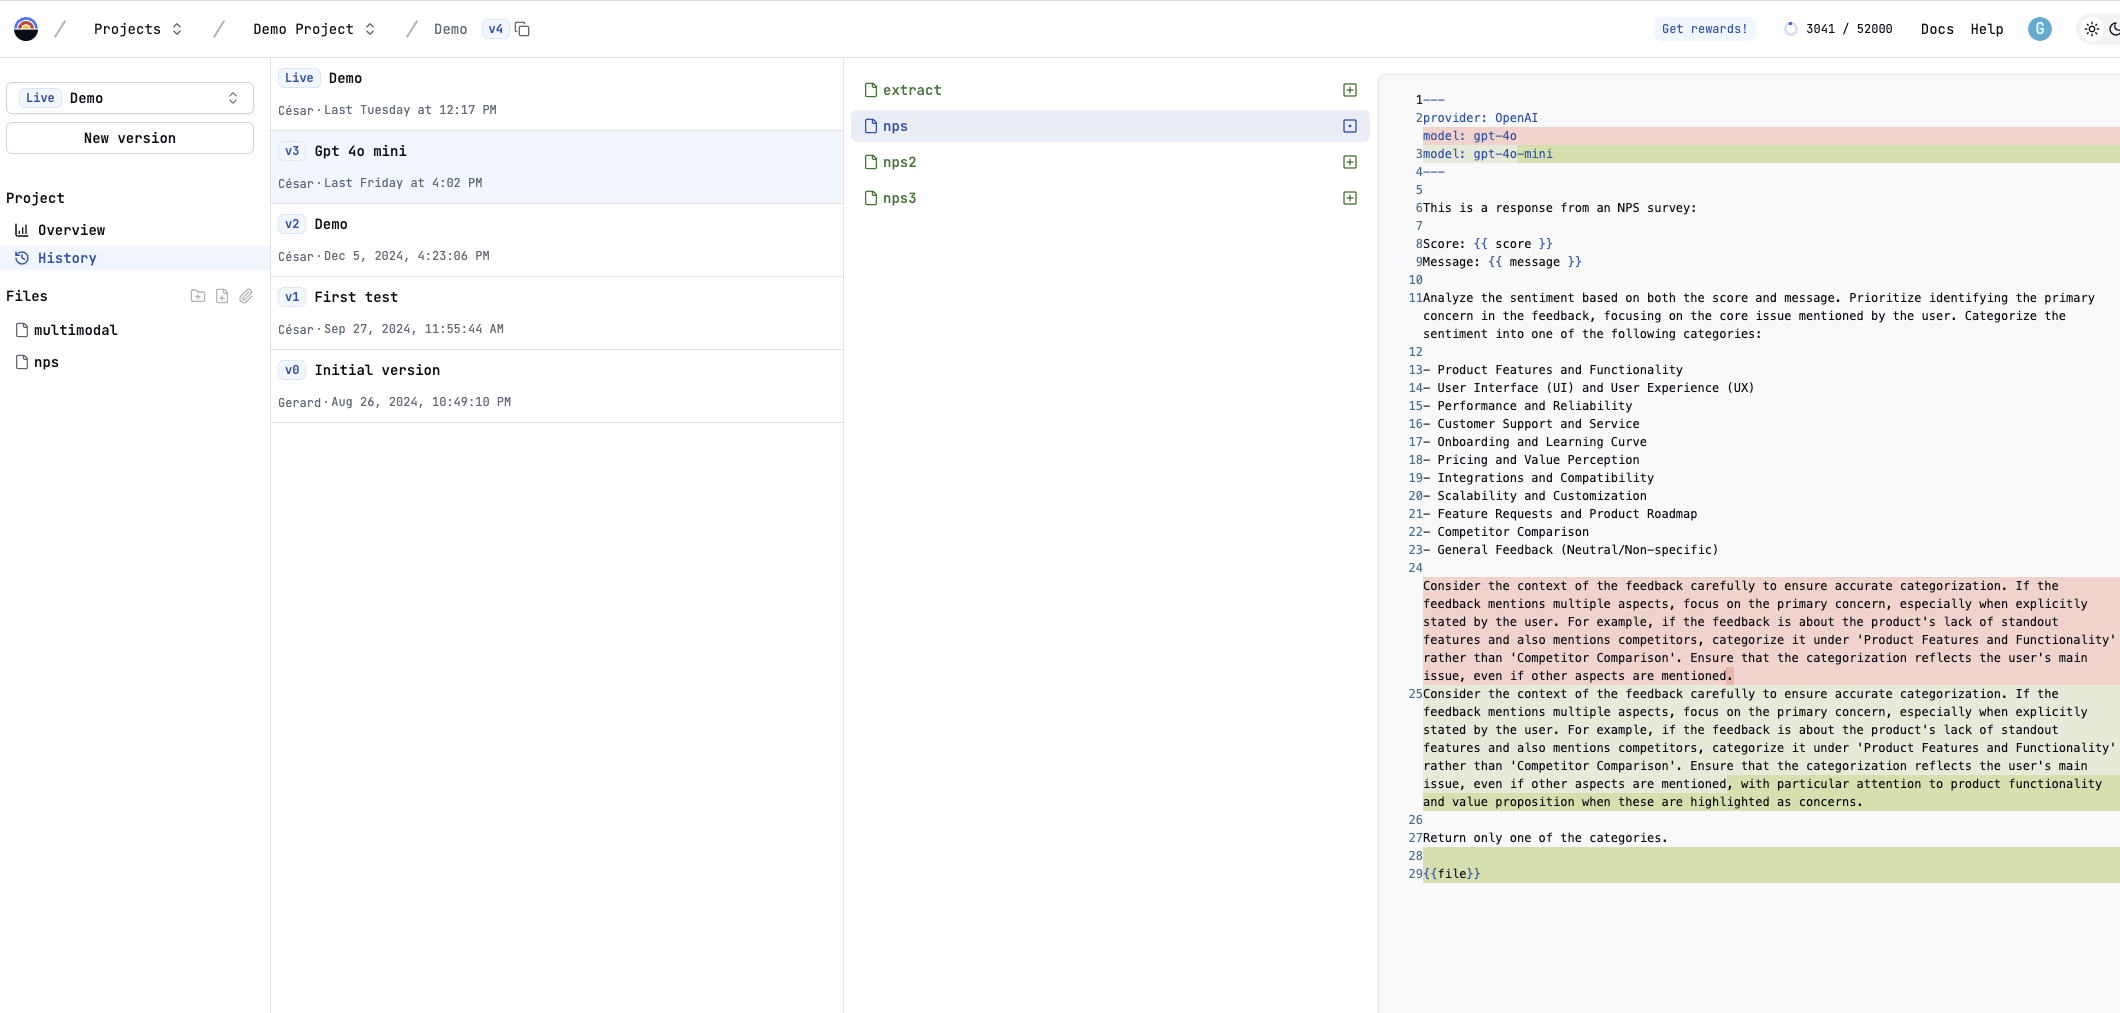 Projects
Demo Project
Demo v4
Get rewards!
3041 / 52000
Docs
Help
G
Live Demo
New version
Project
Overview
History
Files
multimodal
nps
Live Demo
César · Last Tuesday at 12:17 PM
v3 Gpt 4o mini
César · Last Friday at 4:02 PM
v2 Demo
César · Dec 5, 2024, 4:23:06 PM
v1 First test
César · Sep 27, 2024, 11:55:44 AM
v0 Initial version
Gerard · Aug 26, 2024, 10:49:10 PM
extract
nps
nps2
nps3
1---
2provider: OpenAI
model: gpt-4o
3model: gpt-4o-mini
4---
5
6This is a response from an NPS survey:
7
8Score: {{ score }}
9Message: {{ message }}
10
11Analyze the sentiment based on both the score and message. Prioritize identifying the primary
concern in the feedback, focusing on the core issue mentioned by the user. Categorize the
sentiment into one of the following categories:
12
13- Product Features and Functionality
14- User Interface (UI) and User Experience (UX)
15- Performance and Reliability
16- Customer Support and Service
17- Onboarding and Learning Curve
18- Pricing and Value Perception
19- Integrations and Compatibility
20- Scalability and Customization
21- Feature Requests and Product Roadmap
22- Competitor Comparison
23- General Feedback (Neutral/Non-specific)
24
Consider the context of the feedback carefully to ensure accurate categorization. If the
feedback mentions multiple aspects, focus on the primary concern, especially when explicitly
stated by the user. For example, if the feedback is about the product's lack of standout
features and also mentions competitors, categorize it under 'Product Features and Functionality'
rather than 'Competitor Comparison'. Ensure that the categorization reflects the user's main
issue, even if other aspects are mentioned.
25Consider the context of the feedback carefully to ensure accurate categorization. If the
feedback mentions multiple aspects, focus on the primary concern, especially when explicitly
stated by the user. For example, if the feedback is about the product's lack of standout
features and also mentions competitors, categorize it under 'Product Features and Functionality'
rather than 'Competitor Comparison'. Ensure that the categorization reflects the user's main
issue, even if other aspects are mentioned, with particular attention to product functionality
and value proposition when these are highlighted as concerns.
26
27Return only one of the categories.
28
29{{file}}